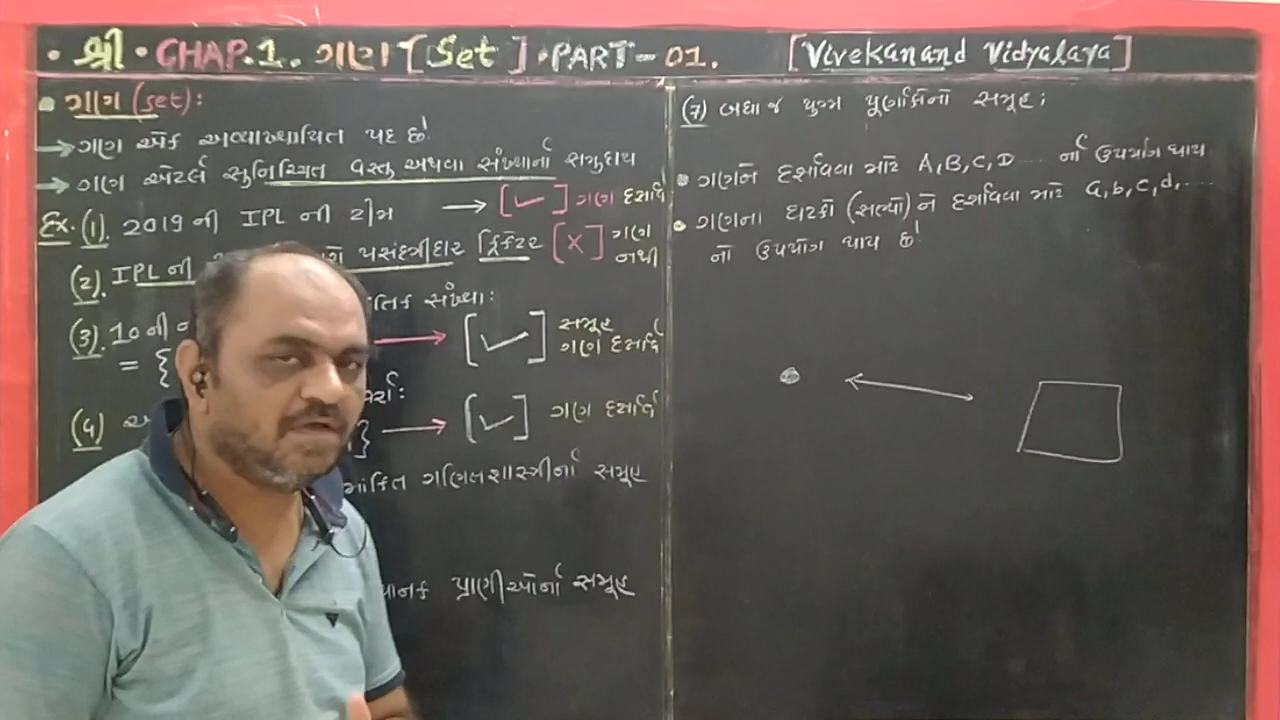 • શ્રી • CHAP.1. ગણ [Set] • PART - 01. [Vivekanand Vidyalaya]
• ગણ (set):
→ ગણ એક અવ્યાખ્યાયિત પદ છે.
→ ગણ એટલે સુનિશ્ચિત વસ્તુ અથવા સંખ્યાનો સમુદાય
Ex. (1). 2019 ની IPL ની ટીમ → [✓] ગણ દર્શાવે
(2). IPL ની પસંદગીદાર ક્રિકેટર [X] ગણ નથી
(3). 10 ની સંખ્યા:
= { → [✓] સમૂહ ગણ દર્શાવે
(4) } → [✓] ગણ દર્શાવે
ગણિતશાસ્ત્રીનો સમૂહ
પ્રાણીઓનો સમૂહ
(7) બધા જ યુગ્મ પૂર્ણાંકોનો સમૂહ:
• ગણને દર્શાવવા માટે A, B, C, D ... નો ઉપયોગ થાય
• ગણના ઘટકો (સભ્યો) ને દર્શાવવા માટે a, b, c, d, ....
નો ઉપયોગ થાય છે.